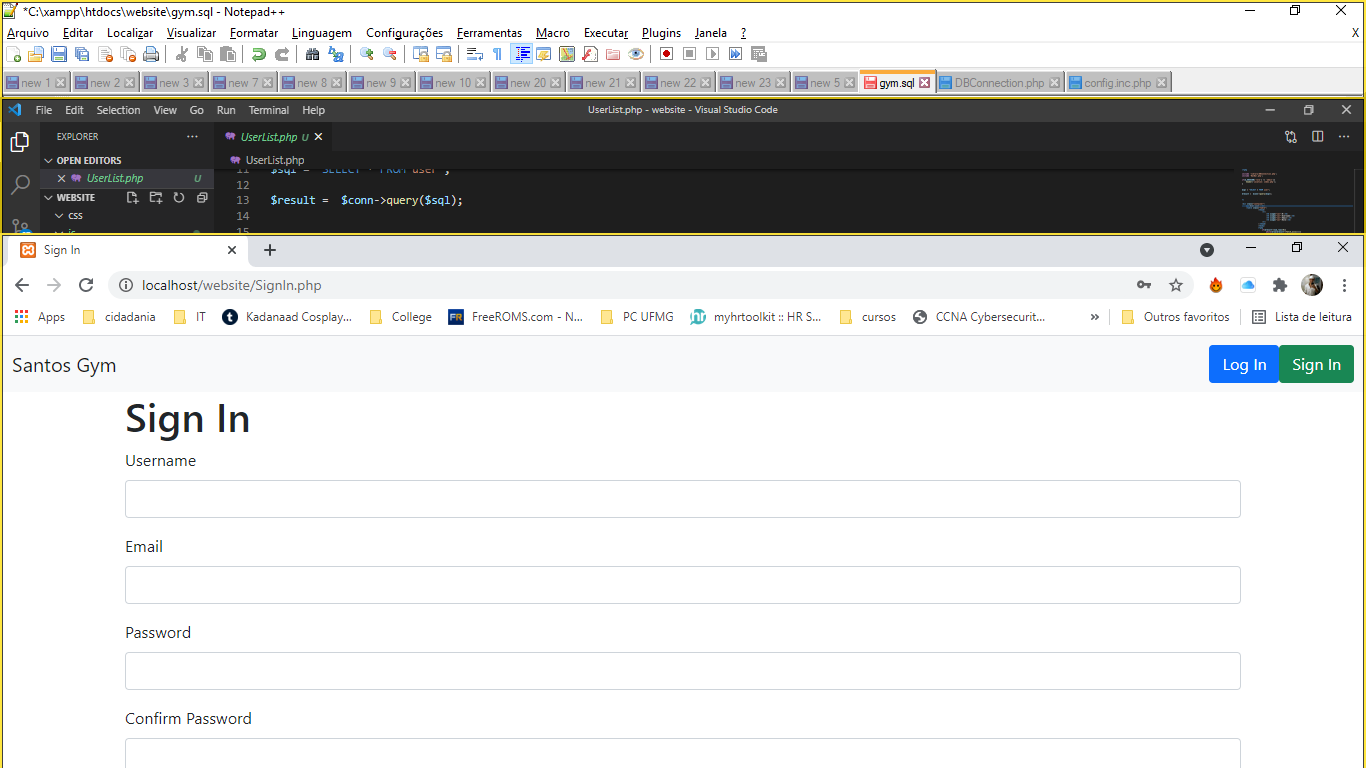 *C:\xampp\htdocs\website\gym.sql - Notepad++
Arquivo Editar Localizar Visualizar Formatar Linguagem Configurações Ferramentas Macro Executar Plugins Janela ? X
new 1 new 2 new 3 new 7 new 8 new 9 new 10 new 20 new 21 new 22 new 23 new 5 gym.sql DBConnection.php config.inc.php
File Edit Selection View Go Run Terminal Help UserList.php - website - Visual Studio Code
EXPLORER UserList.php U
OPEN EDITORS UserList.php
11 $sql = "SELECT * FROM user";
UserList.php U
12
WEBSITE
13 $result = $conn->query($sql);
css
14
js
15
Sign In
localhost/website/SignIn.php
Apps cidadania IT Kadanaad Cosplay... College FreeROMS.com - N... PC UFMG myhrtoolkit :: HR S... cursos CCNA Cybersecurit... » Outros favoritos Lista de leitura
Santos Gym Log In Sign In
Sign In
Username
Email
Password
Confirm Password